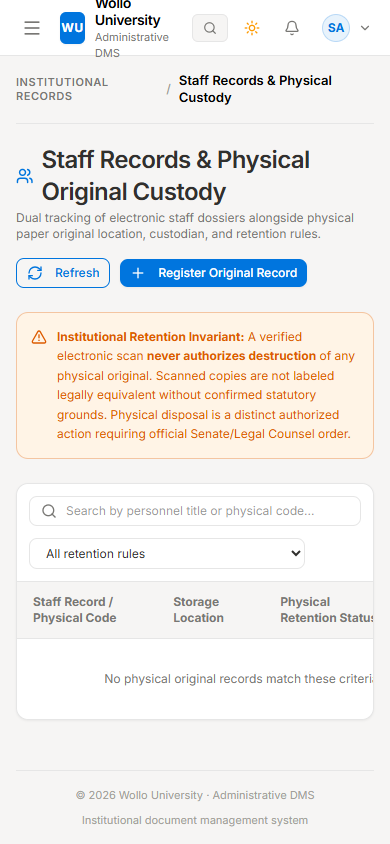 Wollo
University
Administrative
DMS
WU
SA
INSTITUTIONAL
RECORDS
/
Staff Records & Physical
Custody
Staff Records & Physical
Original Custody
Dual tracking of electronic staff dossiers alongside physical
paper original location, custodian, and retention rules.
Refresh
Register Original Record
Institutional Retention Invariant: A verified
electronic scan never authorizes destruction of any
physical original. Scanned copies are not labeled
legally equivalent without confirmed statutory
grounds. Physical disposal is a distinct authorized
action requiring official Senate/Legal Counsel order.
Search by personnel title or physical code...
All retention rules
Staff Record /
Physical Code
Storage
Location
Physical
Retention Status
No physical original records match these criteri
© 2026 Wollo University · Administrative DMS
Institutional document management system